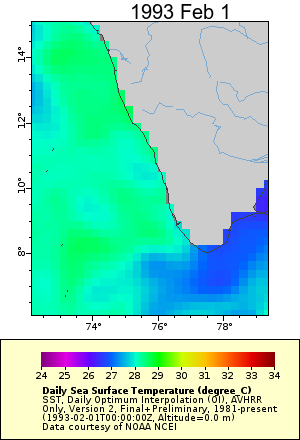 1993 Feb 1
14°
12°
10°
8°
74° 76° 78°
24 25 26 27 28 29 30 31 32 33 34
Daily Sea Surface Temperature (degree_C)
SST, Daily Optimum Interpolation (OI), AVHRR
Only, Version 2, Final+Preliminary, 1981-present
(1993-02-01T00:00:00Z, Altitude=0.0 m)
Data courtesy of NOAA NCEI